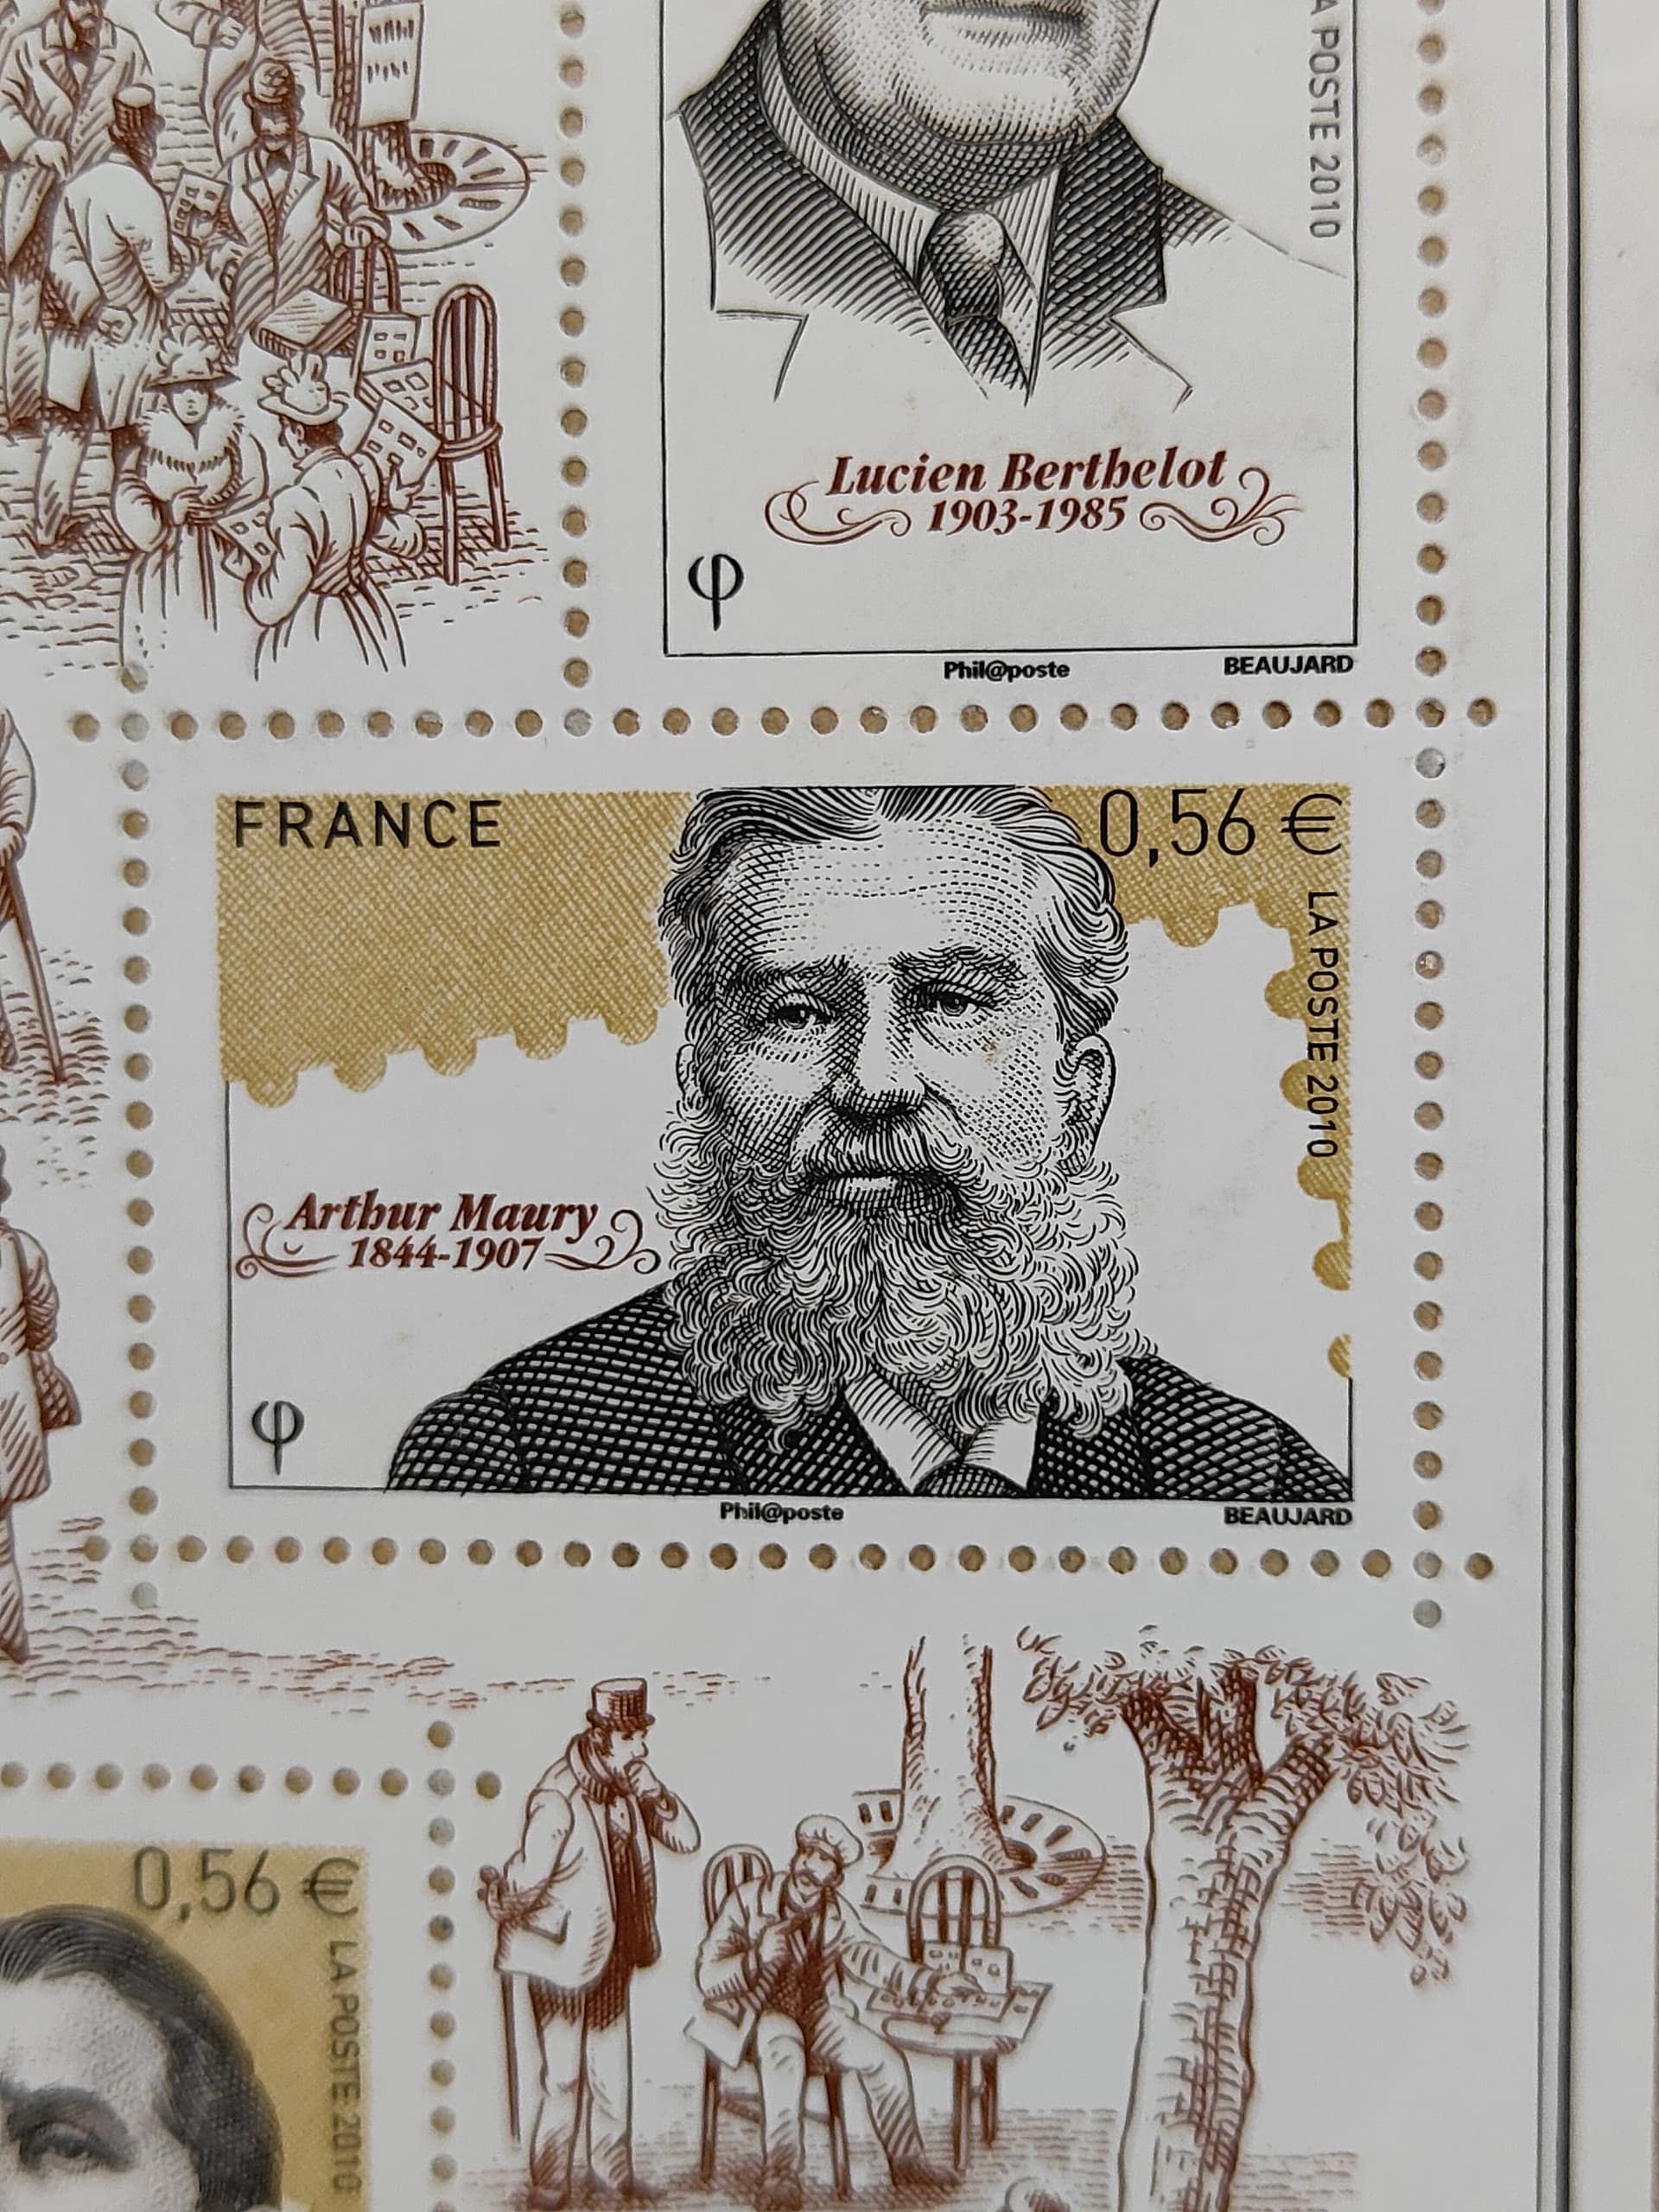 LA POSTE 2010
Lucien Berthelot
1903-1985
φ
Phil@poste
BEAUJARD
FRANCE
0,56 €
LA POSTE 2010
Arthur Maury
1844-1907
φ
Phil@poste
BEAUJARD
0,56 €
LA POSTE 2010